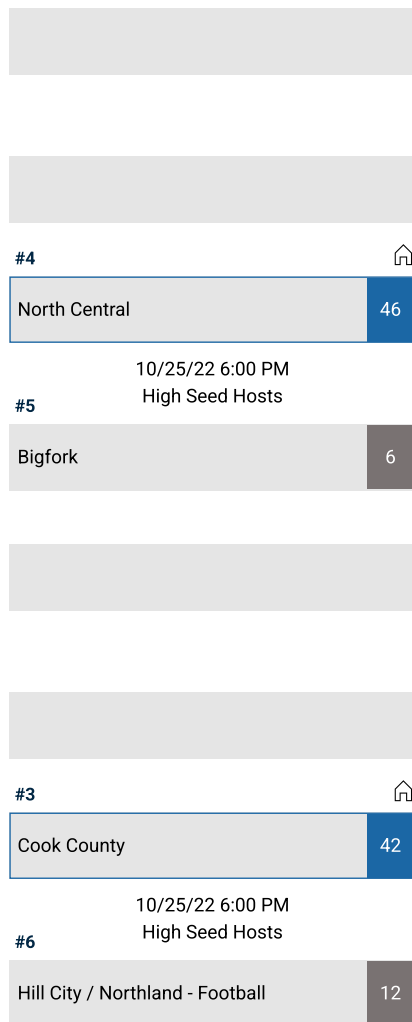 #4
North Central 46
10/25/22 6:00 PM
High Seed Hosts
#5
Bigfork 6
#3
Cook County 42
10/25/22 6:00 PM
High Seed Hosts
#6
Hill City / Northland - Football 12